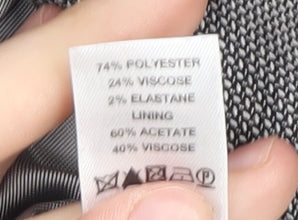 74% POLYESTER
24% VISCOSE
2% ELASTANE
LINING
60% ACETATE
40% VISCOSE
P